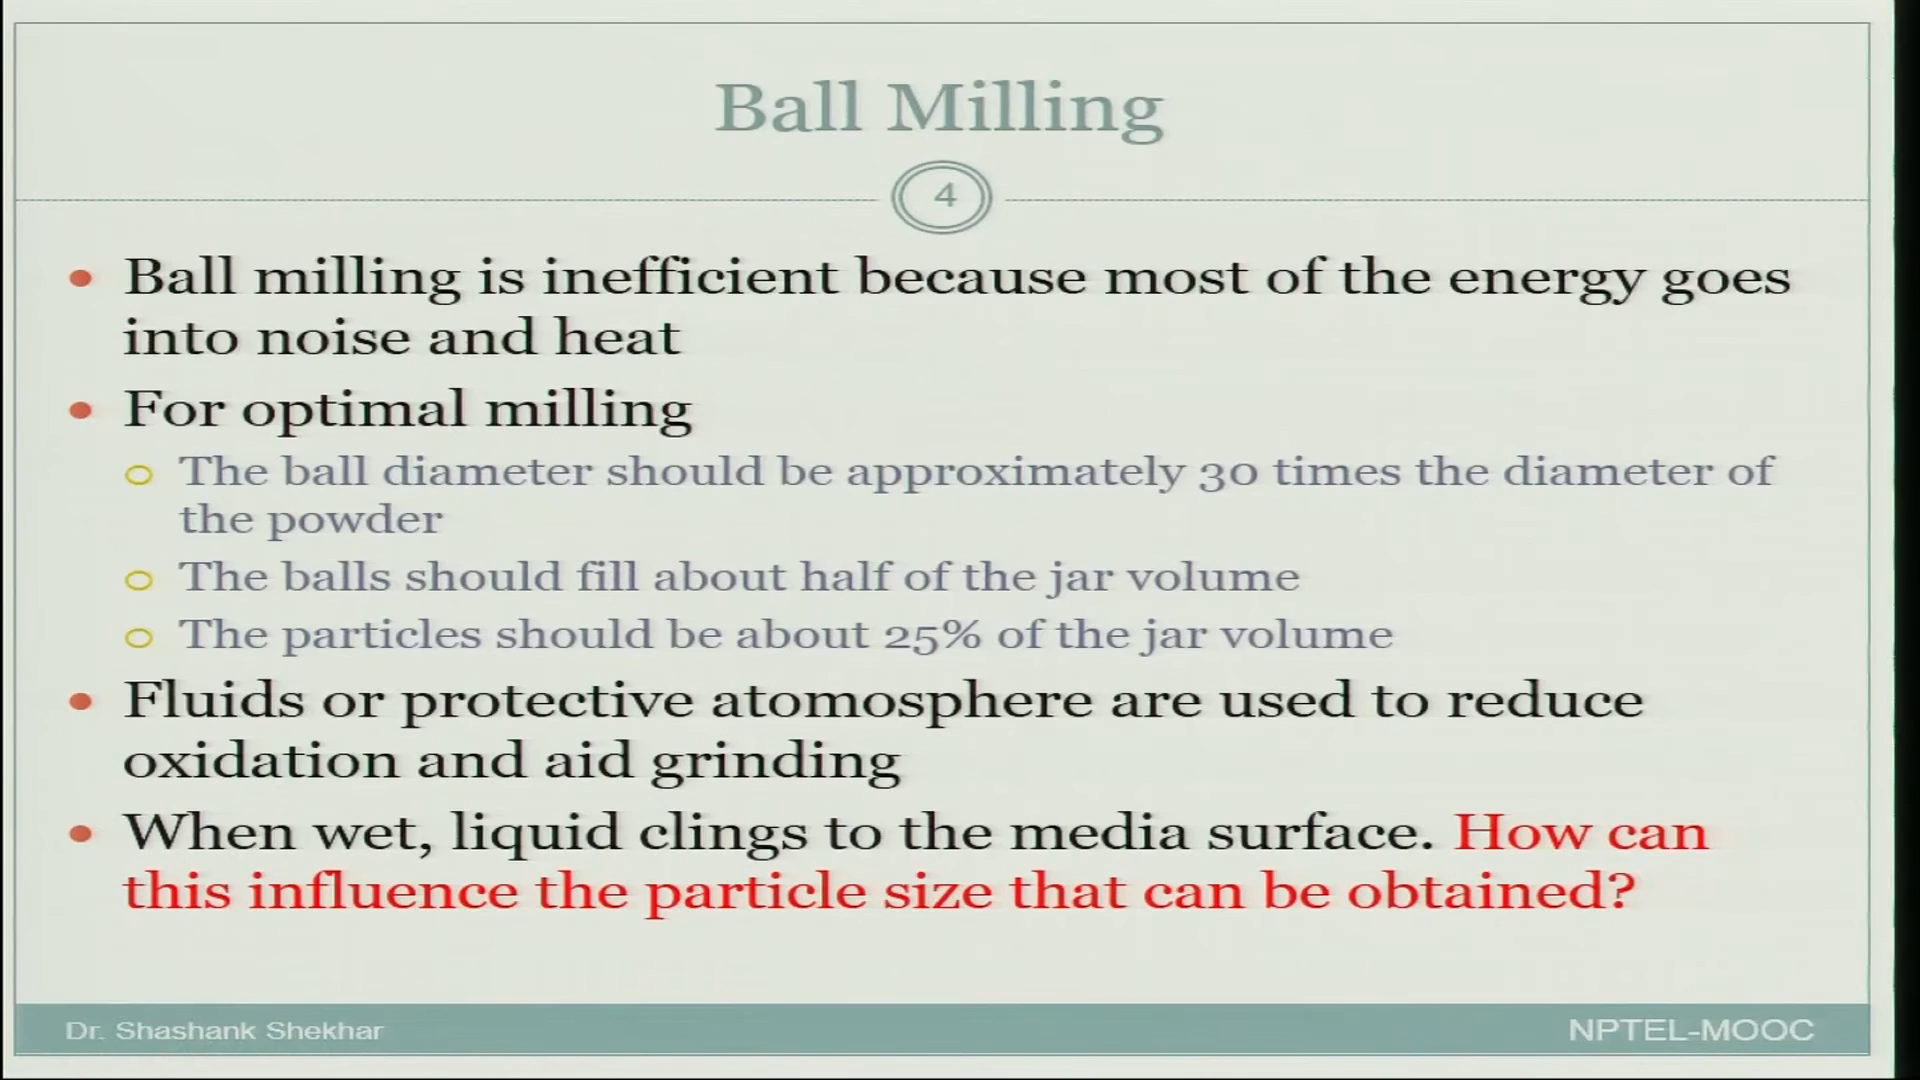 Ball Milling
4
• Ball milling is inefficient because most of the energy goes
into noise and heat
• For optimal milling
o The ball diameter should be approximately 30 times the diameter of
the powder
o The balls should fill about half of the jar volume
o The particles should be about 25% of the jar volume
• Fluids or protective atomosphere are used to reduce
oxidation and aid grinding
• When wet, liquid clings to the media surface. How can
this influence the particle size that can be obtained?
Dr. Shashank Shekhar
NPTEL-MOOC